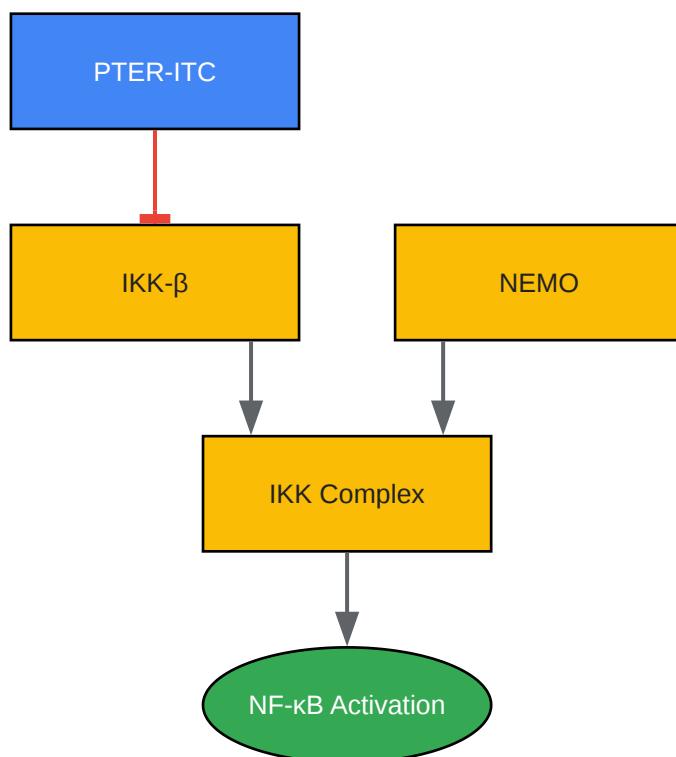 PTER-ITC
IKK-β
NEMO
IKK Complex
NF-κB Activation